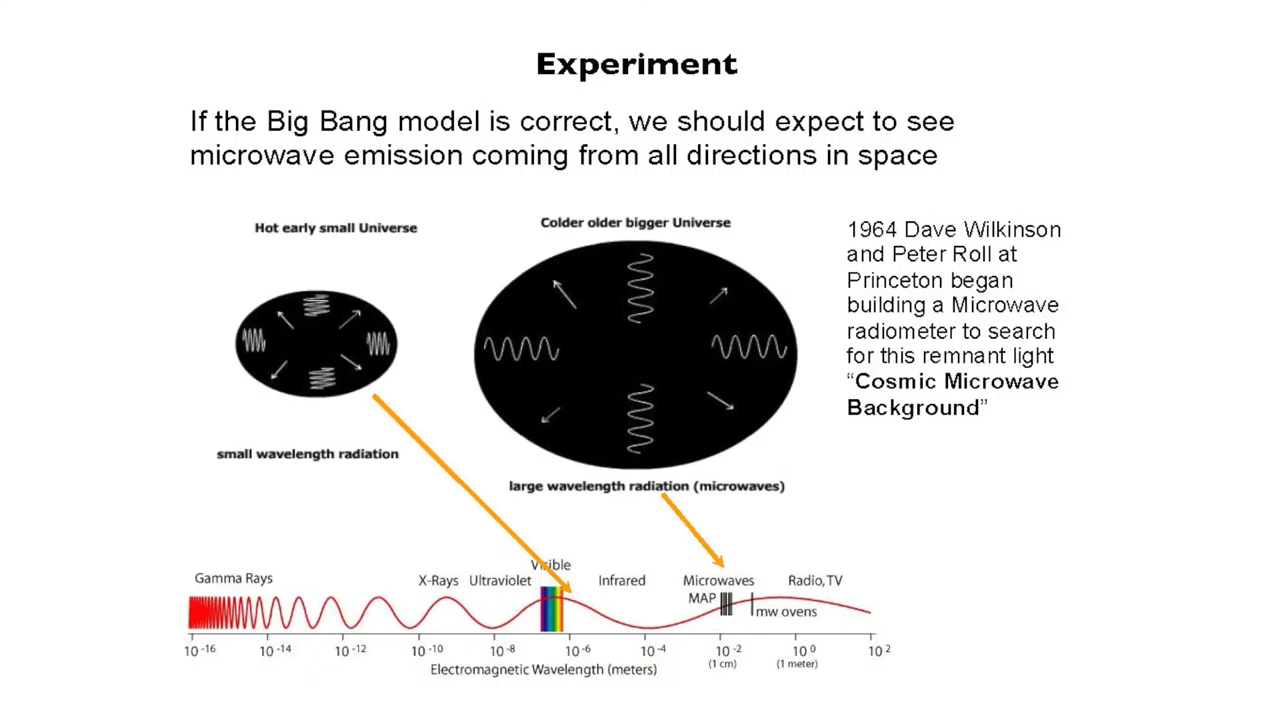 Experiment
If the Big Bang model is correct, we should expect to see
microwave emission coming from all directions in space
Hot early small Universe
Colder older bigger Universe
1964 Dave Wilkinson
and Peter Roll at
Princeton began
building a Microwave
radiometer to search
for this remnant light
“Cosmic Microwave
Background”
small wavelength radiation
large wavelength radiation (microwaves)
Visible
Gamma Rays X-Rays Ultraviolet Infrared Microwaves Radio, TV
MAP
mw ovens
10⁻¹⁶ 10⁻¹⁴ 10⁻¹² 10⁻¹⁰ 10⁻⁸ 10⁻⁶ 10⁻⁴ 10⁻² 10⁰ 10²
(1 cm) (1 meter)
Electromagnetic Wavelength (meters)